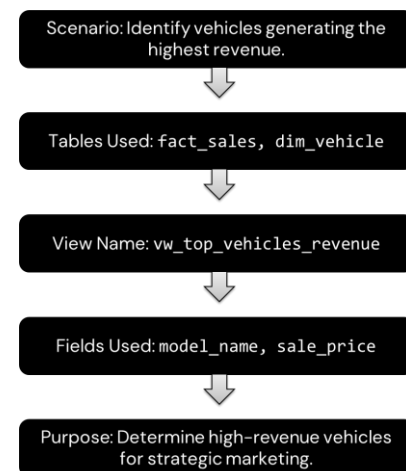 Scenario: Identify vehicles generating the
highest revenue.
Tables Used: fact_sales, dim_vehicle
View Name: vw_top_vehicles_revenue
Fields Used: model_name, sale_price
Purpose: Determine high-revenue vehicles
for strategic marketing.